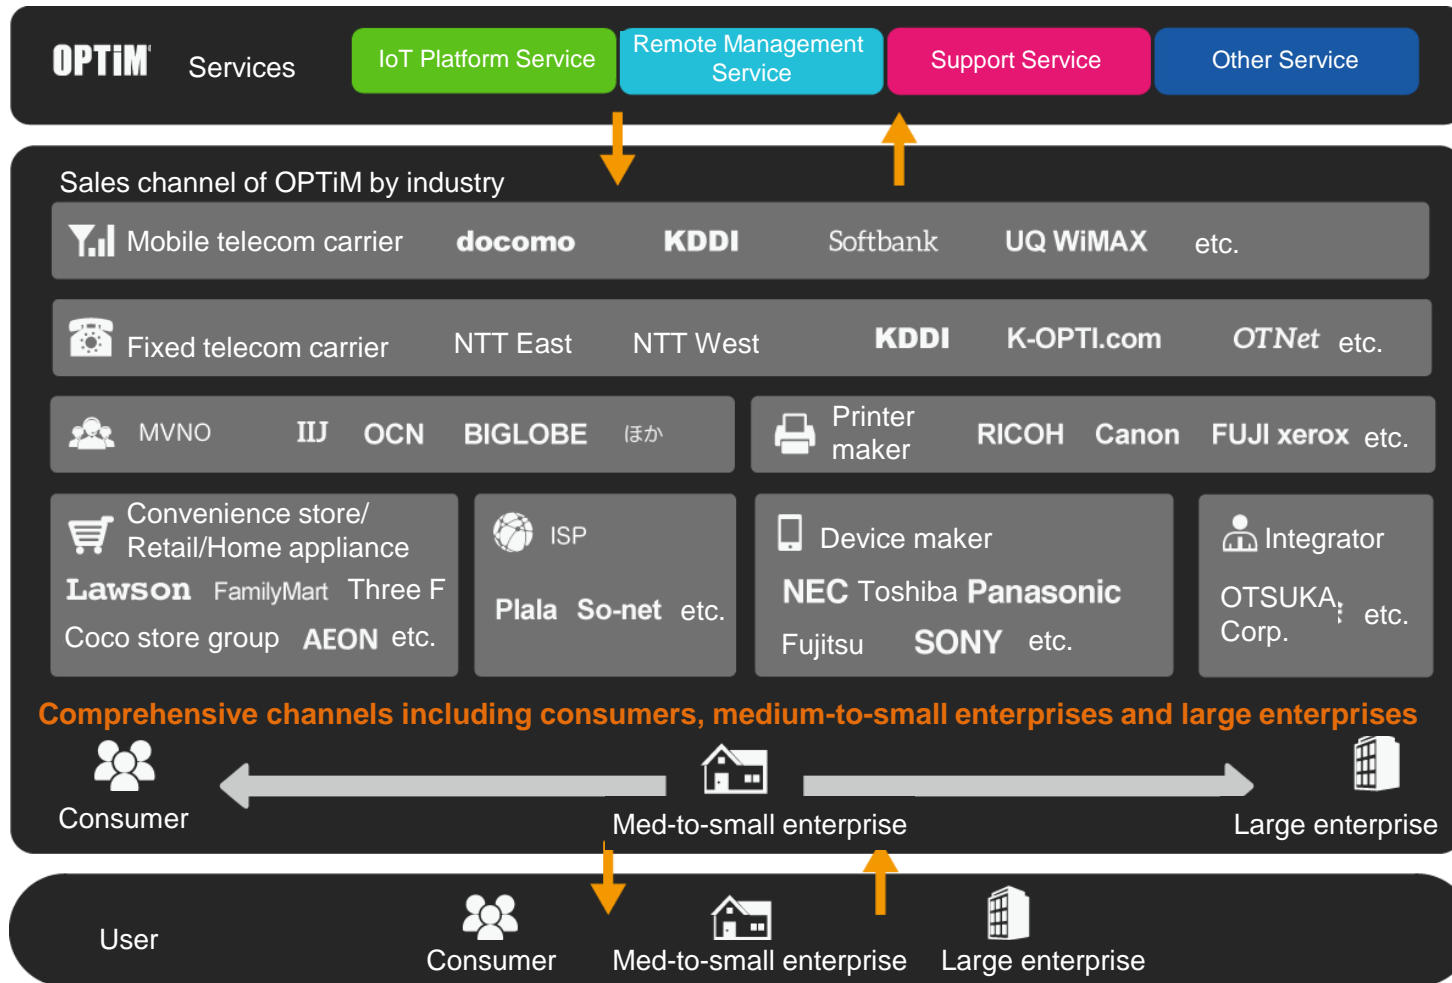 OPTiM Services IoT Platform Service Remote Management Support Service Other Service
Service
Sales channel of OPTiM by industry
Mobile telecom carrier docomo KDDI Softbank UQ WiMAX etc.
Fixed telecom carrier NTT East NTT West KDDI K-OPTI.com OTNet etc.
MVNO IIJ OCN BIGLOBE ほか
Printer
maker RICOH Canon FUJI xerox etc.
Convenience store/
Retail/Home appliance
Lawson FamilyMart Three F
Coco store group AEON etc.
ISP
Plala So-net etc.
Device maker
NEC Toshiba Panasonic
Fujitsu SONY etc.
Integrator
OTSUKA
Corp. etc.
Comprehensive channels including consumers, medium-to-small enterprises and large enterprises
Consumer Med-to-small enterprise Large enterprise
User Consumer Med-to-small enterprise Large enterprise